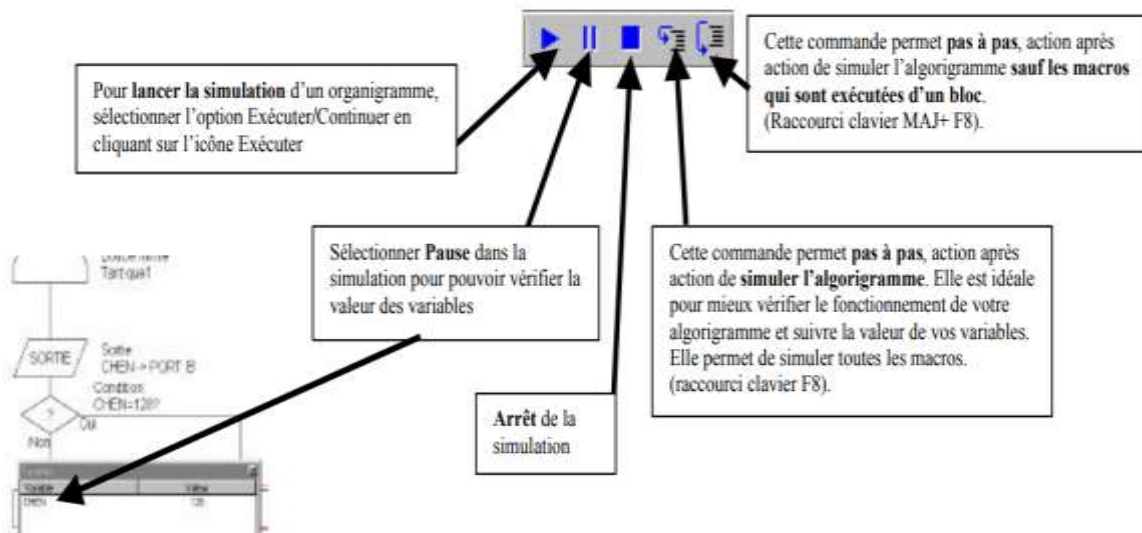 Cette commande permet pas à pas, action après
action de simuler l'algorigramme sauf les macros
qui sont exécutées d'un bloc.
(Raccourci clavier MAJ+ F8).
Pour lancer la simulation d'un organigramme,
sélectionner l'option Exécuter/Continuer en
cliquant sur l'icône Exécuter
Sélectionner Pause dans la
simulation pour pouvoir vérifier la
valeur des variables
Cette commande permet pas à pas, action après
action de simuler l'algorigramme. Elle est idéale
pour mieux vérifier le fonctionnement de votre
algorigramme et suivre la valeur de vos variables.
Elle permet de simuler toutes les macros.
(raccourci clavier F8).
Arrêt de la
simulation
Tantque1
SORTIE
Sortie
CHEN -> PORT B
Condition
CHEN=128?
?
Oui
Non
Variable
CHEN